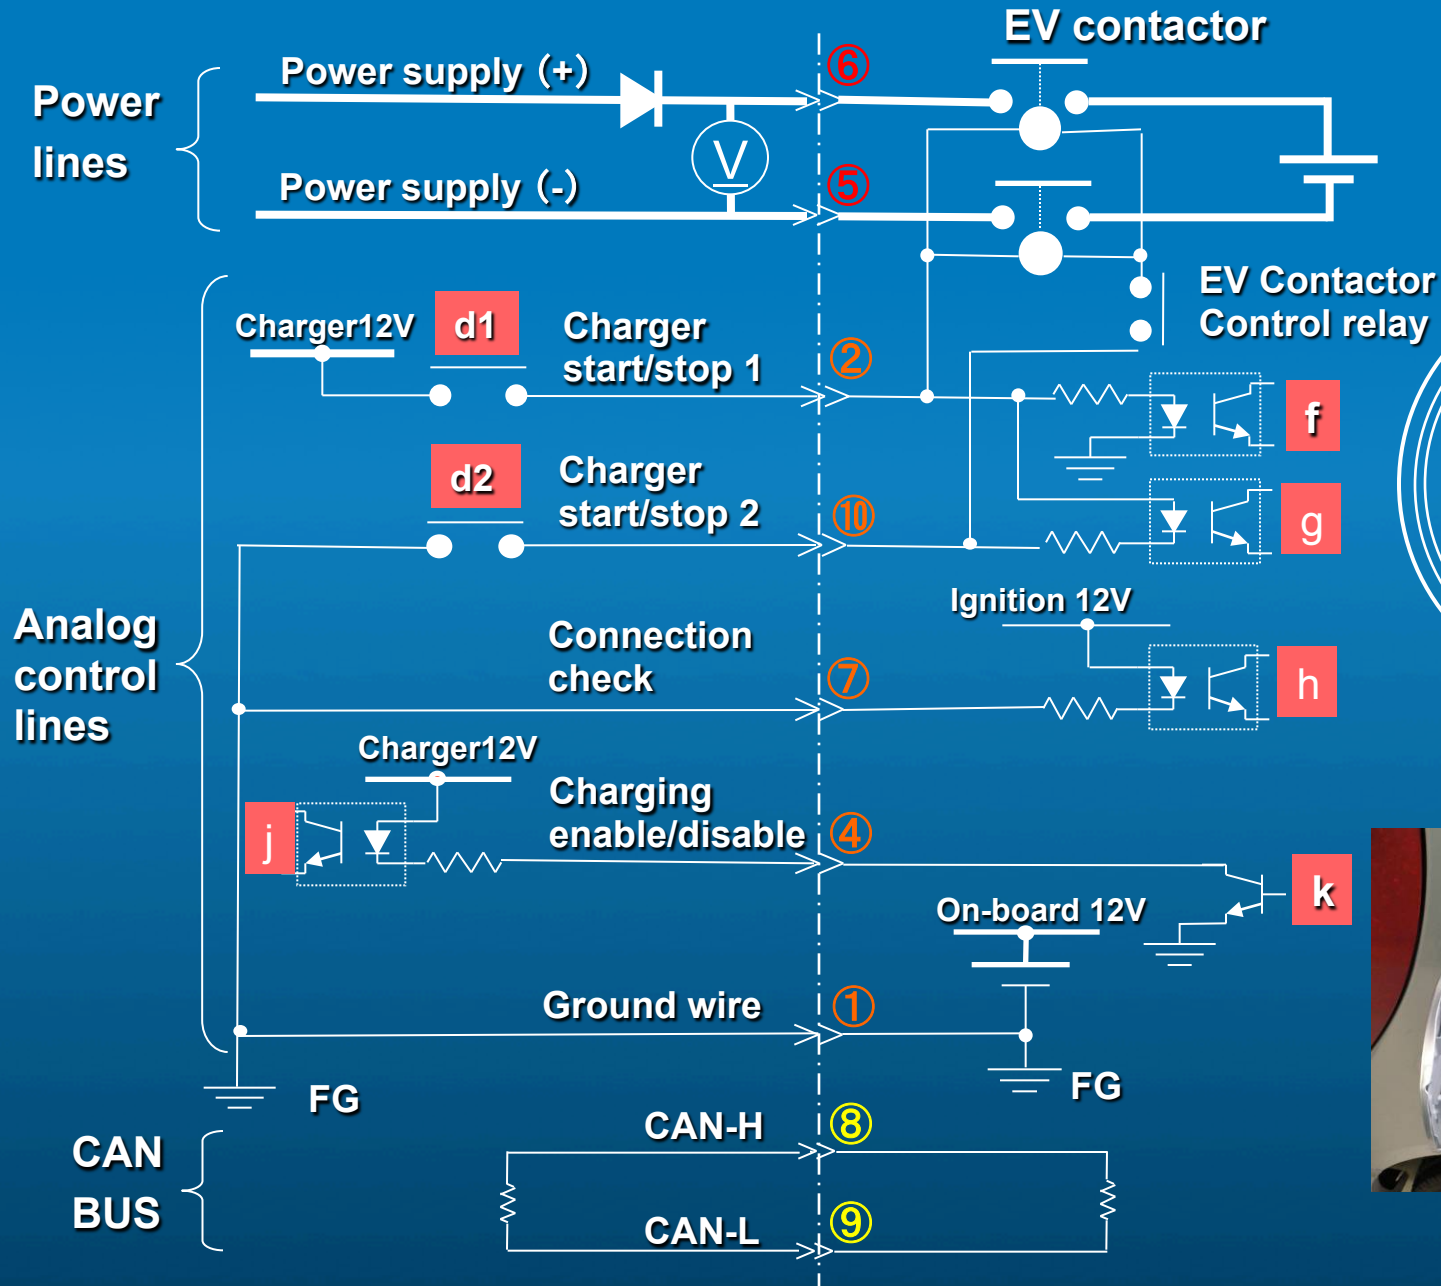 EV contactor
⑥
Power supply (+)
Power
lines
V
Power supply (-)
⑤
EV Contactor
Control relay
Charger12V
d1
Charger
start/stop 1
②
f
d2
Charger
start/stop 2
⑩
g
Ignition 12V
Analog
control
lines
Connection
check
⑦
h
Charger12V
j
Charging
enable/disable
④
k
On-board 12V
Ground wire
①
FG
FG
CAN
BUS
CAN-H
⑧
CAN-L
⑨